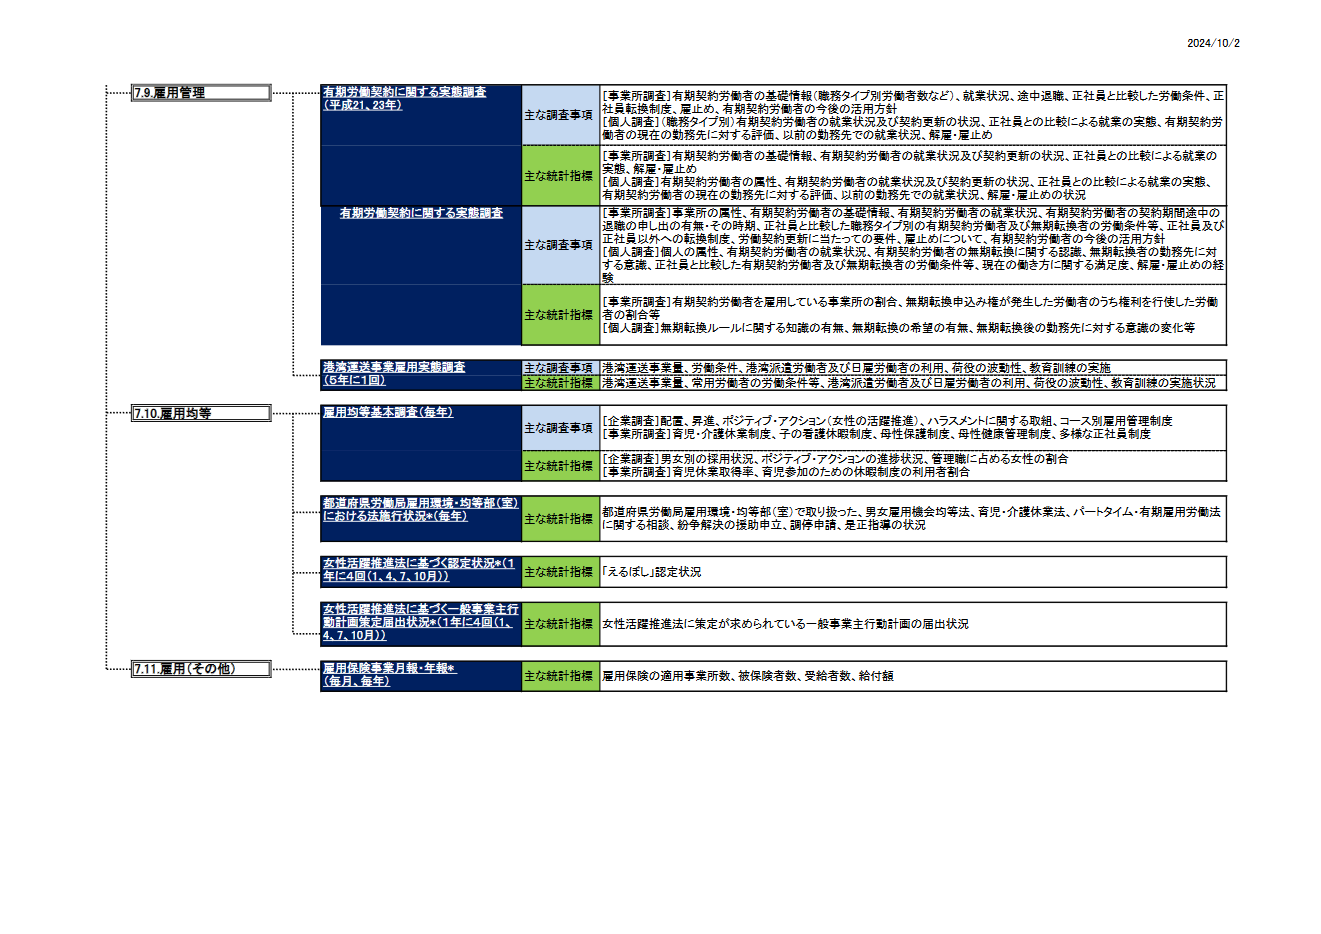 2024/10/2
7.9.雇用管理
有期労働契約に関する実態調査
（平成21、23年）
主な調査事項
［事業所調査］有期契約労働者の基礎情報（職務タイプ別労働者数など）、就業状況、途中退職、正社員と比較した労働条件、正
社員転換制度、雇止め、有期契約労働者の今後の活用方針
［個人調査］（職務タイプ別）有期契約労働者の就業状況及び契約更新の状況、正社員との比較による就業の実態、有期契約労
働者の現在の勤務先に対する評価、以前の勤務先での就業状況、解雇・雇止め
主な統計指標
［事業所調査］有期契約労働者の基礎情報、有期契約労働者の就業状況及び契約更新の状況、正社員との比較による就業の
実態、解雇・雇止め
［個人調査］有期契約労働者の属性、有期契約労働者の就業状況及び契約更新の状況、正社員との比較による就業の実態、
有期契約労働者の現在の勤務先に対する評価、以前の勤務先での就業状況、解雇・雇止めの状況
有期労働契約に関する実態調査
主な調査事項
［事業所調査］事業所の属性、有期契約労働者の基礎情報、有期契約労働者の就業状況、有期契約労働者の契約期間途中の
退職の申し出の有無・その時期、正社員と比較した職務タイプ別の有期契約労働者及び無期転換者の労働条件等、正社員及び
正社員以外への転換制度、労働契約更新に当たっての要件、雇止めについて、有期契約労働者の今後の活用方針
［個人調査］個人の属性、有期契約労働者の就業状況、有期契約労働者の無期転換に関する認識、無期転換者の勤務先に対
する意識、正社員と比較した有期契約労働者及び無期転換者の労働条件等、現在の働き方に関する満足度、解雇・雇止めの経
験
主な統計指標
［事業所調査］有期契約労働者を雇用している事業所の割合、無期転換申込み権が発生した労働者のうち権利を行使した労働
者の割合等
［個人調査］無期転換ルールに関する知識の有無、無期転換の希望の有無、無期転換後の勤務先に対する意識の変化等
港湾運送事業雇用実態調査
（5年に1回）
主な調査事項
港湾運送事業量、労働条件、港湾派遣労働者及び日雇労働者の利用、荷役の波動性、教育訓練の実施
主な統計指標
港湾運送事業量、常用労働者の労働条件等、港湾派遣労働者及び日雇労働者の利用、荷役の波動性、教育訓練の実施状況
7.10.雇用均等
雇用均等基本調査（毎年）
主な調査事項
［企業調査］配置、昇進、ポジティブ・アクション（女性の活躍推進）、ハラスメントに関する取組、コース別雇用管理制度
［事業所調査］育児・介護休業制度、子の看護休暇制度、母性保護制度、母性健康管理制度、多様な正社員制度
主な統計指標
［企業調査］男女別の採用状況、ポジティブ・アクションの進捗状況、管理職に占める女性の割合
［事業所調査］育児休業取得率、育児参加のための休暇制度の利用者割合
都道府県労働局雇用環境・均等部（室）
における法施行状況*（毎年）
主な統計指標
都道府県労働局雇用環境・均等部（室）で取り扱った、男女雇用機会均等法、育児・介護休業法、パートタイム・有期雇用労働法
に関する相談、紛争解決の援助申立、調停申請、是正指導の状況
女性活躍推進法に基づく認定状況*（1
年に4回（1、4、7、10月））
主な統計指標
「えるぼし」認定状況
女性活躍推進法に基づく一般事業主行
動計画策定届出状況*（1年に4回（1、
4、7、10月））
主な統計指標
女性活躍推進法に策定が求められている一般事業主行動計画の届出状況
7.11.雇用（その他）
雇用保険事業月報・年報*
（毎月、毎年）
主な統計指標
雇用保険の適用事業所数、被保険者数、受給者数、給付額